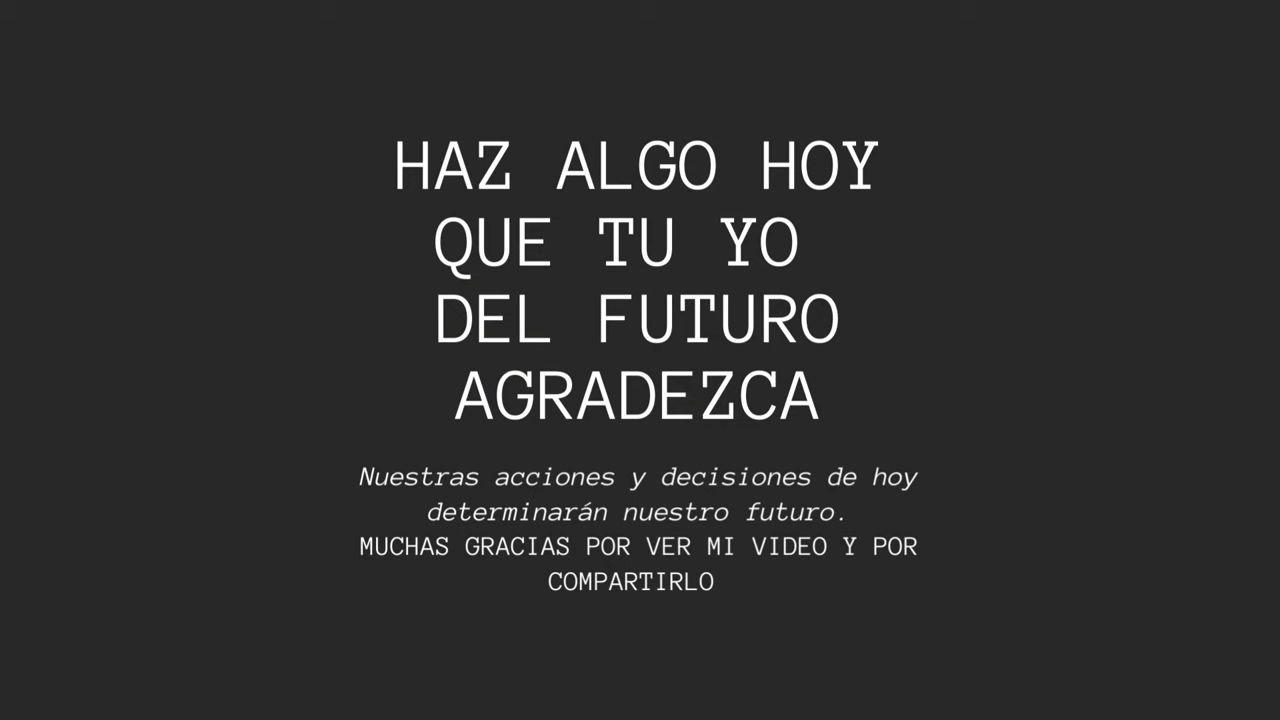 HAZ ALGO HOY
QUE TU YO
DEL FUTURO
AGRADEZCA
Nuestras acciones y decisiones de hoy
determinarán nuestro futuro.
MUCHAS GRACIAS POR VER MI VIDEO Y POR
COMPARTIRLO